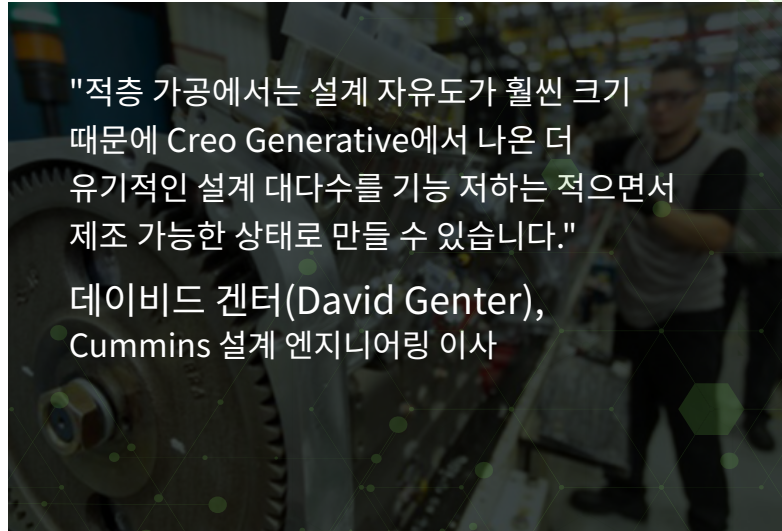 "적층 가공에서는 설계 자유도가 훨씬 크기
때문에 Creo Generative에서 나온 더
유기적인 설계 대다수를 기능 저하는 적으면서
제조 가능한 상태로 만들 수 있습니다."
데이비드 겐터(David Genter),
Cummins 설계 엔지니어링 이사